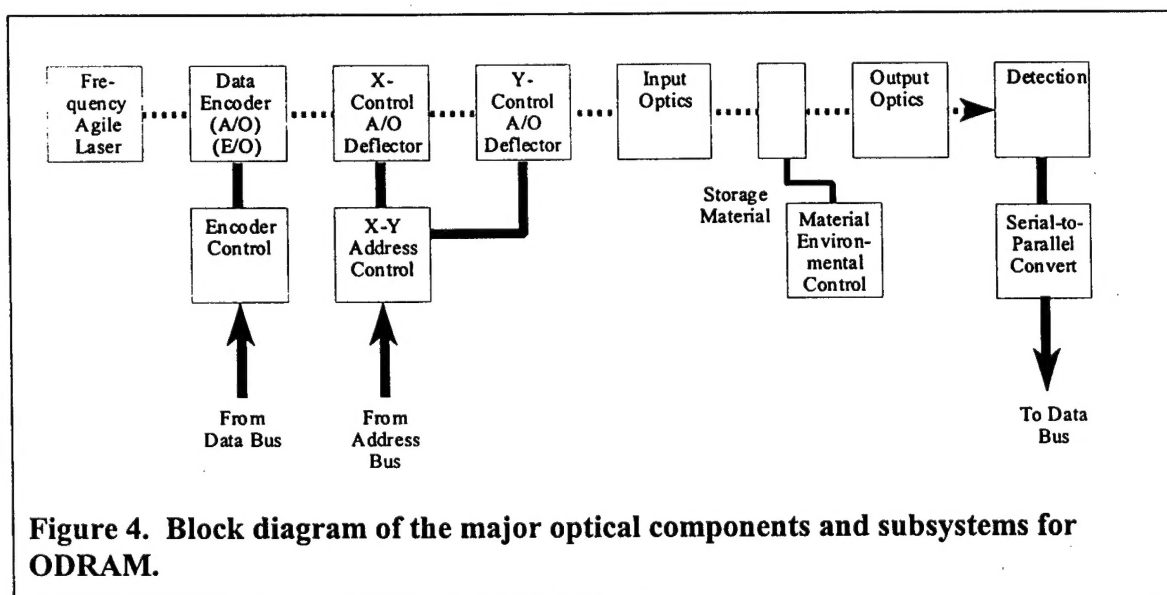 Fre-
quency
Agile
Laser
Data
Encoder
(A/O)
(E/O)
X-
Control
A/O
Deflector
Y-
Control
A/O
Deflector
Input
Optics
Output
Optics
Detection
Storage
Material
Encoder
Control
X-Y
Address
Control
Material
Environ-
mental
Control
Serial-to-
Parallel
Convert
From
Data Bus
From
Address
Bus
To Data
Bus
Figure 4. Block diagram of the major optical components and subsystems for
ODRAM.